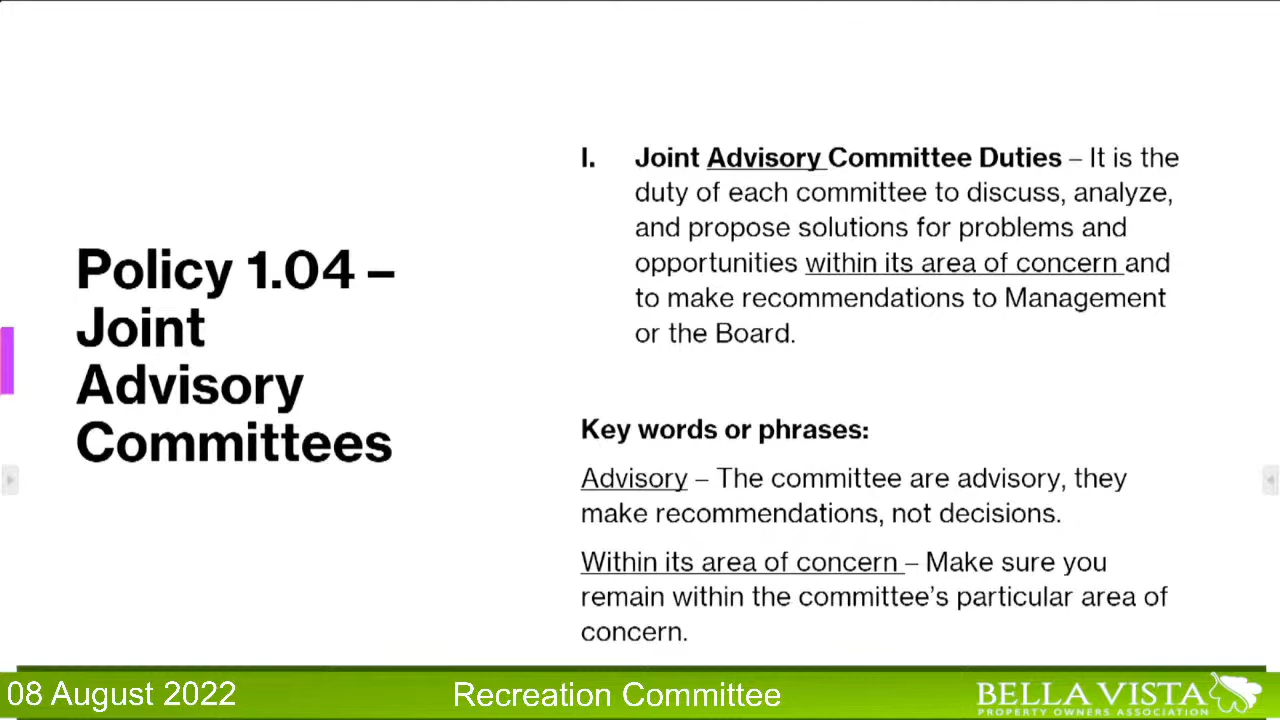 Policy 1.04 –
Joint
Advisory
Committees
I. Joint Advisory Committee Duties – It is the
duty of each committee to discuss, analyze,
and propose solutions for problems and
opportunities within its area of concern and
to make recommendations to Management
or the Board.
Key words or phrases:
Advisory – The committee are advisory, they
make recommendations, not decisions.
Within its area of concern – Make sure you
remain within the committee's particular area of
concern.
08 August 2022
Recreation Committee
BELLA VISTA
PROPERTY OWNERS ASSOCIATION